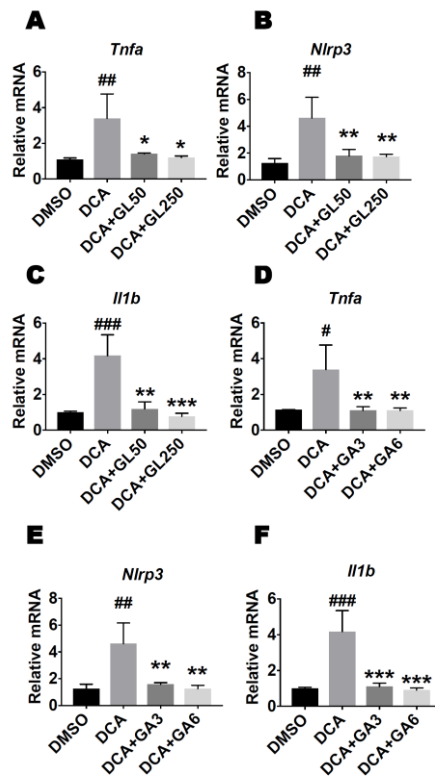 A
Tnfa
Relative mRNA
6
4
2
0
##
*
*
DMSO
DCA
DCA+GL50
DCA+GL250
B
Nlrp3
Relative mRNA
8
6
4
2
0
##
**
**
DMSO
DCA
DCA+GL50
DCA+GL250
C
Il1b
Relative mRNA
6
4
2
0
###
**
***
DMSO
DCA
DCA+GL50
DCA+GL250
D
Tnfa
Relative mRNA
6
4
2
0
#
**
**
DMSO
DCA
DCA+GA3
DCA+GA6
E
Nlrp3
Relative mRNA
8
6
4
2
0
##
**
**
DMSO
DCA
DCA+GA3
DCA+GA6
F
Il1b
Relative mRNA
6
4
2
0
###
***
***
DMSO
DCA
DCA+GA3
DCA+GA6